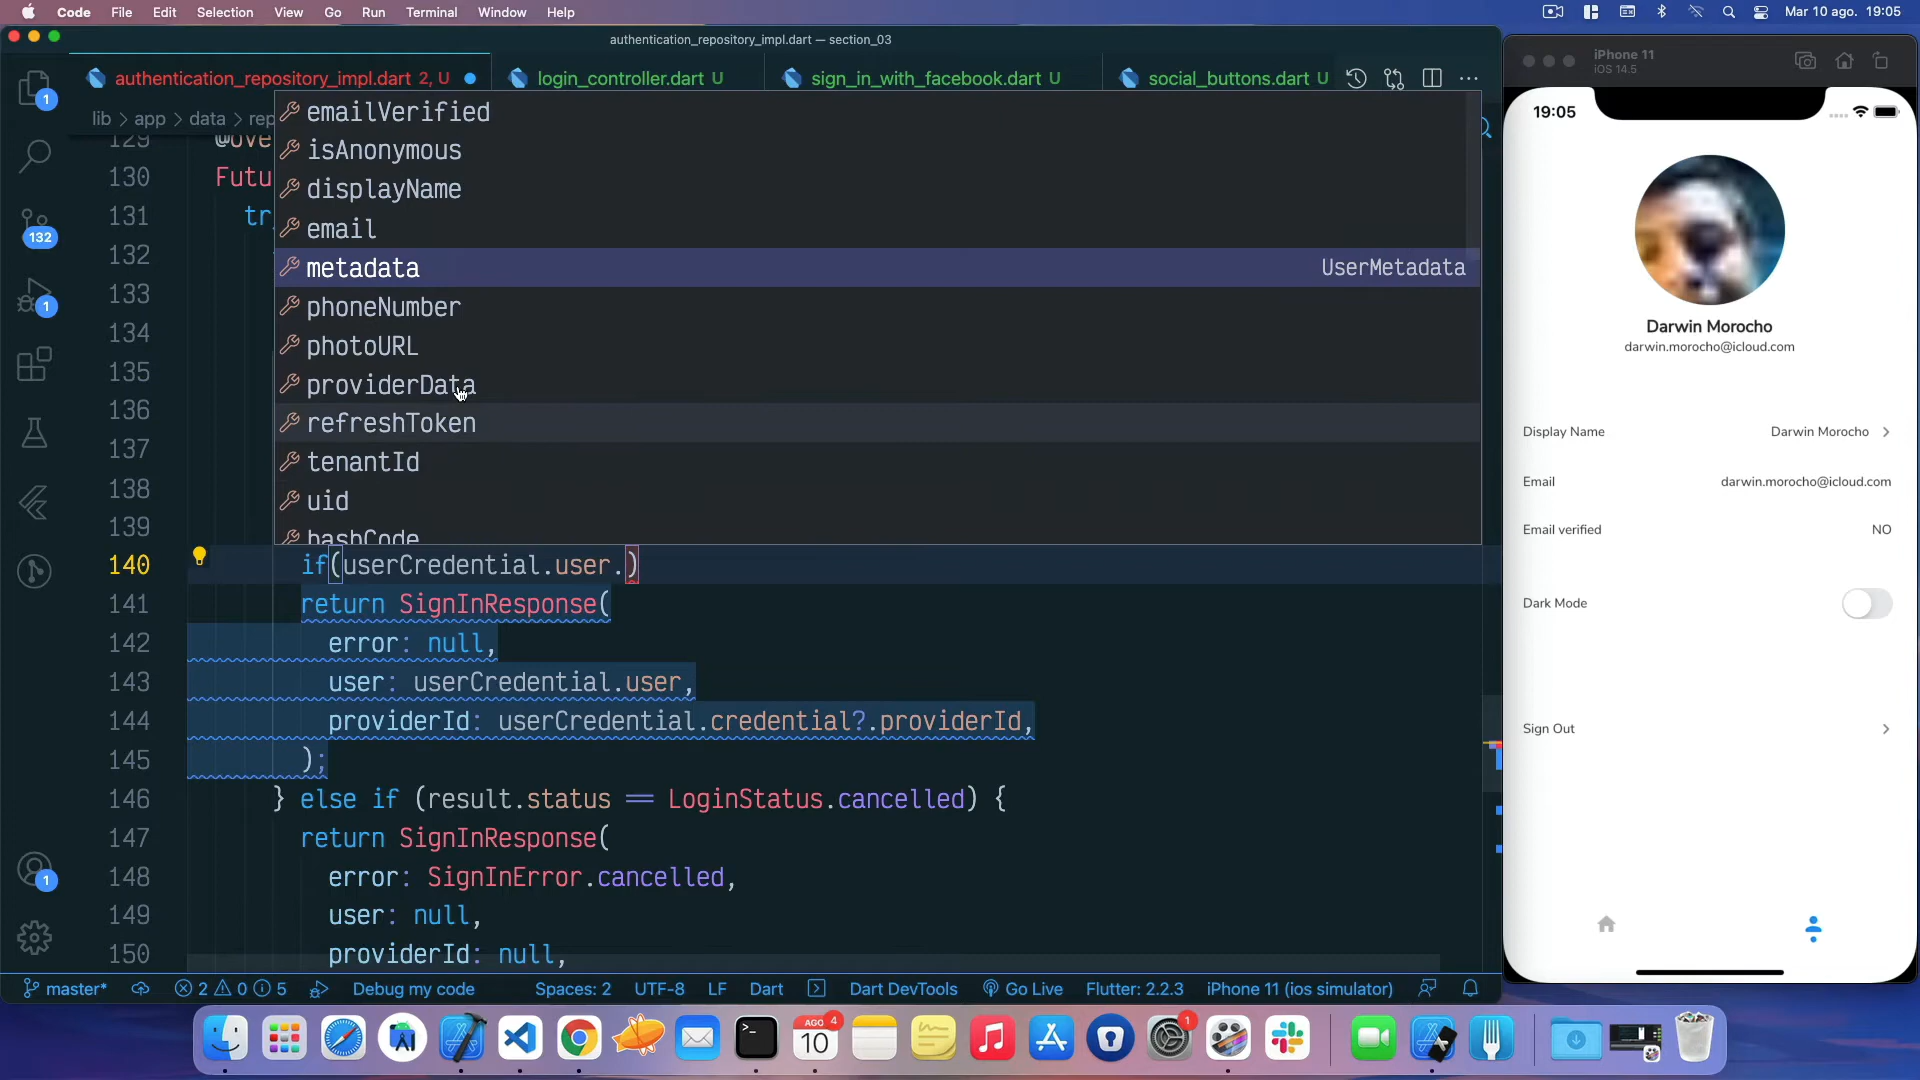 Code File Edit Selection View Go Run Terminal Window Help Mar 10 ago. 19:05
authentication_repository_impl.dart — section_03
authentication_repository_impl.dart 2, U
login_controller.dart U
sign_in_with_facebook.dart U
social_buttons.dart U
lib > app > data > rep
129 @ove
130 Futu
131 tr
132
133
134
135
136
137
138
139
emailVerified
isAnonymous
displayName
email
metadata UserMetadata
phoneNumber
photoURL
providerData
refreshToken
tenantId
uid
hashCode
140 if(userCredential.user.)
141 return SignInResponse(
142 error: null,
143 user: userCredential.user,
144 providerId: userCredential.credential?.providerId,
145 );
146 } else if (result.status == LoginStatus.cancelled) {
147 return SignInResponse(
148 error: SignInError.cancelled,
149 user: null,
150 providerId: null,
1
132
1
1
master* 2 0 5 Debug my code Spaces: 2 UTF-8 LF Dart Dart DevTools Go Live Flutter: 2.2.3 iPhone 11 (ios simulator)
iPhone 11
iOS 14.5
19:05
Darwin Morocho
darwin.morocho@icloud.com
Display Name Darwin Morocho
Email darwin.morocho@icloud.com
Email verified NO
Dark Mode
Sign Out
AGO
10
4
1